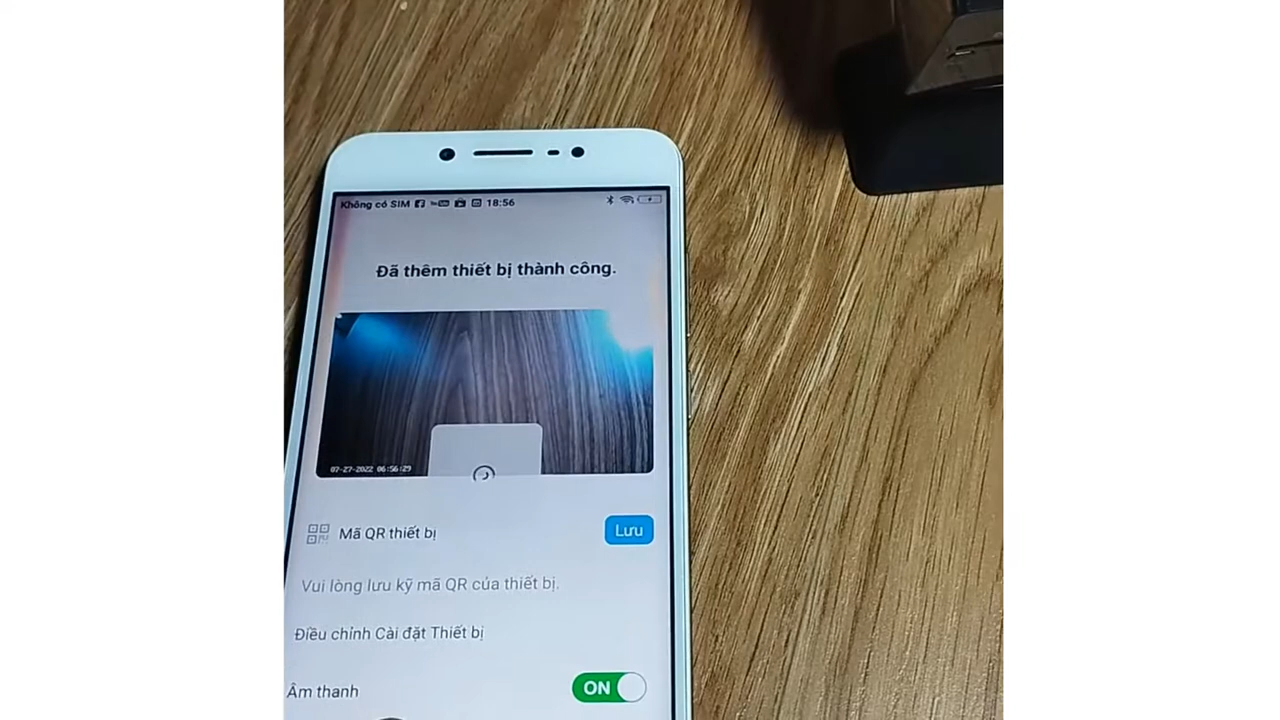 Không có SIM 18:56
Đã thêm thiết bị thành công.
07-27-2022 06:56:29
Mã QR thiết bị
Lưu
Vui lòng lưu kỹ mã QR của thiết bị.
Điều chỉnh Cài đặt Thiết bị
Âm thanh
ON